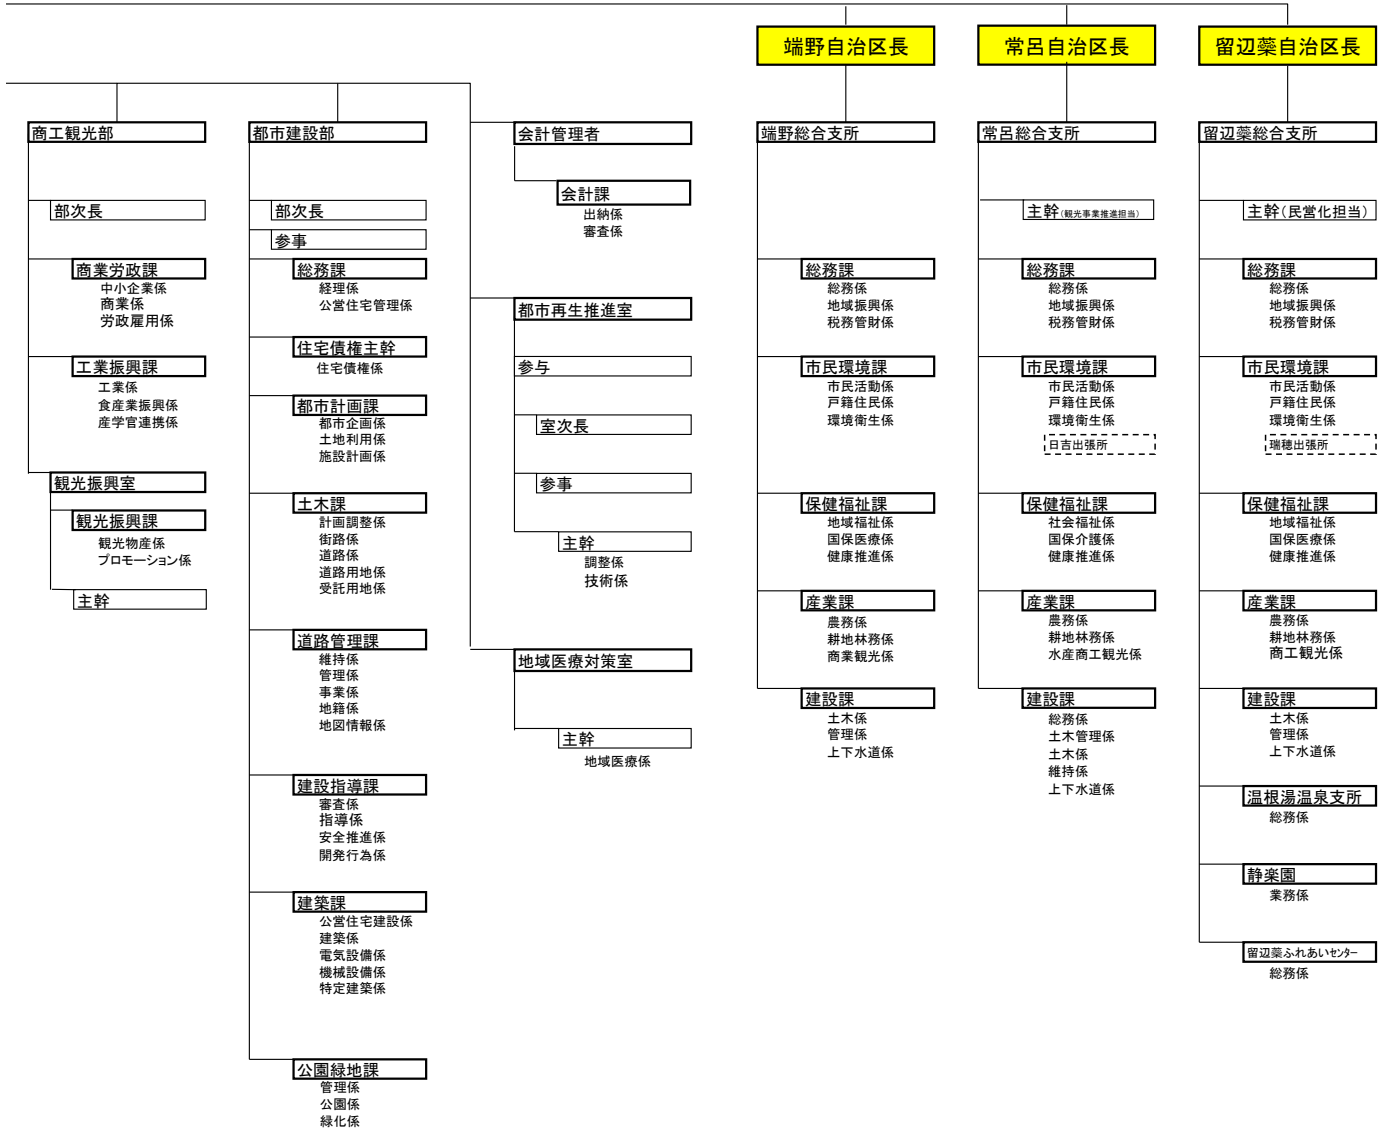 端野自治区長
常呂自治区長
留辺蘂自治区長
商工観光部
部次長
商業労政課
中小企業係
商業係
労政雇用係
工業振興課
工業係
食産業振興係
産学官連携係
観光振興室
観光振興課
観光物産係
プロモーション係
主幹
都市建設部
部次長
参事
総務課
経理係
公営住宅管理係
住宅債権主幹
住宅債権係
都市計画課
都市企画係
土地利用係
施設計画係
土木課
計画調整係
街路係
道路係
道路用地係
受託用地係
道路管理課
維持係
管理係
事業係
地籍係
地図情報係
建設指導課
審査係
指導係
安全推進係
開発行為係
建築課
公営住宅建設係
建築係
電気設備係
機械設備係
特定建築係
公園緑地課
管理係
公園係
緑化係
会計管理者
会計課
出納係
審査係
都市再生推進室
参与
室次長
参事
主幹
調整係
技術係
地域医療対策室
主幹
地域医療係
端野総合支所
総務課
総務係
地域振興係
税務管財係
市民環境課
市民活動係
戸籍住民係
環境衛生係
保健福祉課
地域福祉係
国保医療係
健康推進係
産業課
農務係
耕地林務係
商業観光係
建設課
土木係
管理係
上下水道係
常呂総合支所
主幹(観光事業推進担当)
総務課
総務係
地域振興係
税務管財係
市民環境課
市民活動係
戸籍住民係
環境衛生係
日吉出張所
保健福祉課
社会福祉係
国保介護係
健康推進係
産業課
農務係
耕地林務係
水産商工観光係
建設課
総務係
土木管理係
土木係
維持係
上下水道係
留辺蘂総合支所
主幹(民営化担当)
総務課
総務係
地域振興係
税務管財係
市民環境課
市民活動係
戸籍住民係
環境衛生係
瑞穂出張所
保健福祉課
地域福祉係
国保医療係
健康推進係
産業課
農務係
耕地林務係
商工観光係
建設課
土木係
管理係
上下水道係
温根湯温泉支所
総務係
静楽園
業務係
留辺蘂ふれあいセンター
総務係